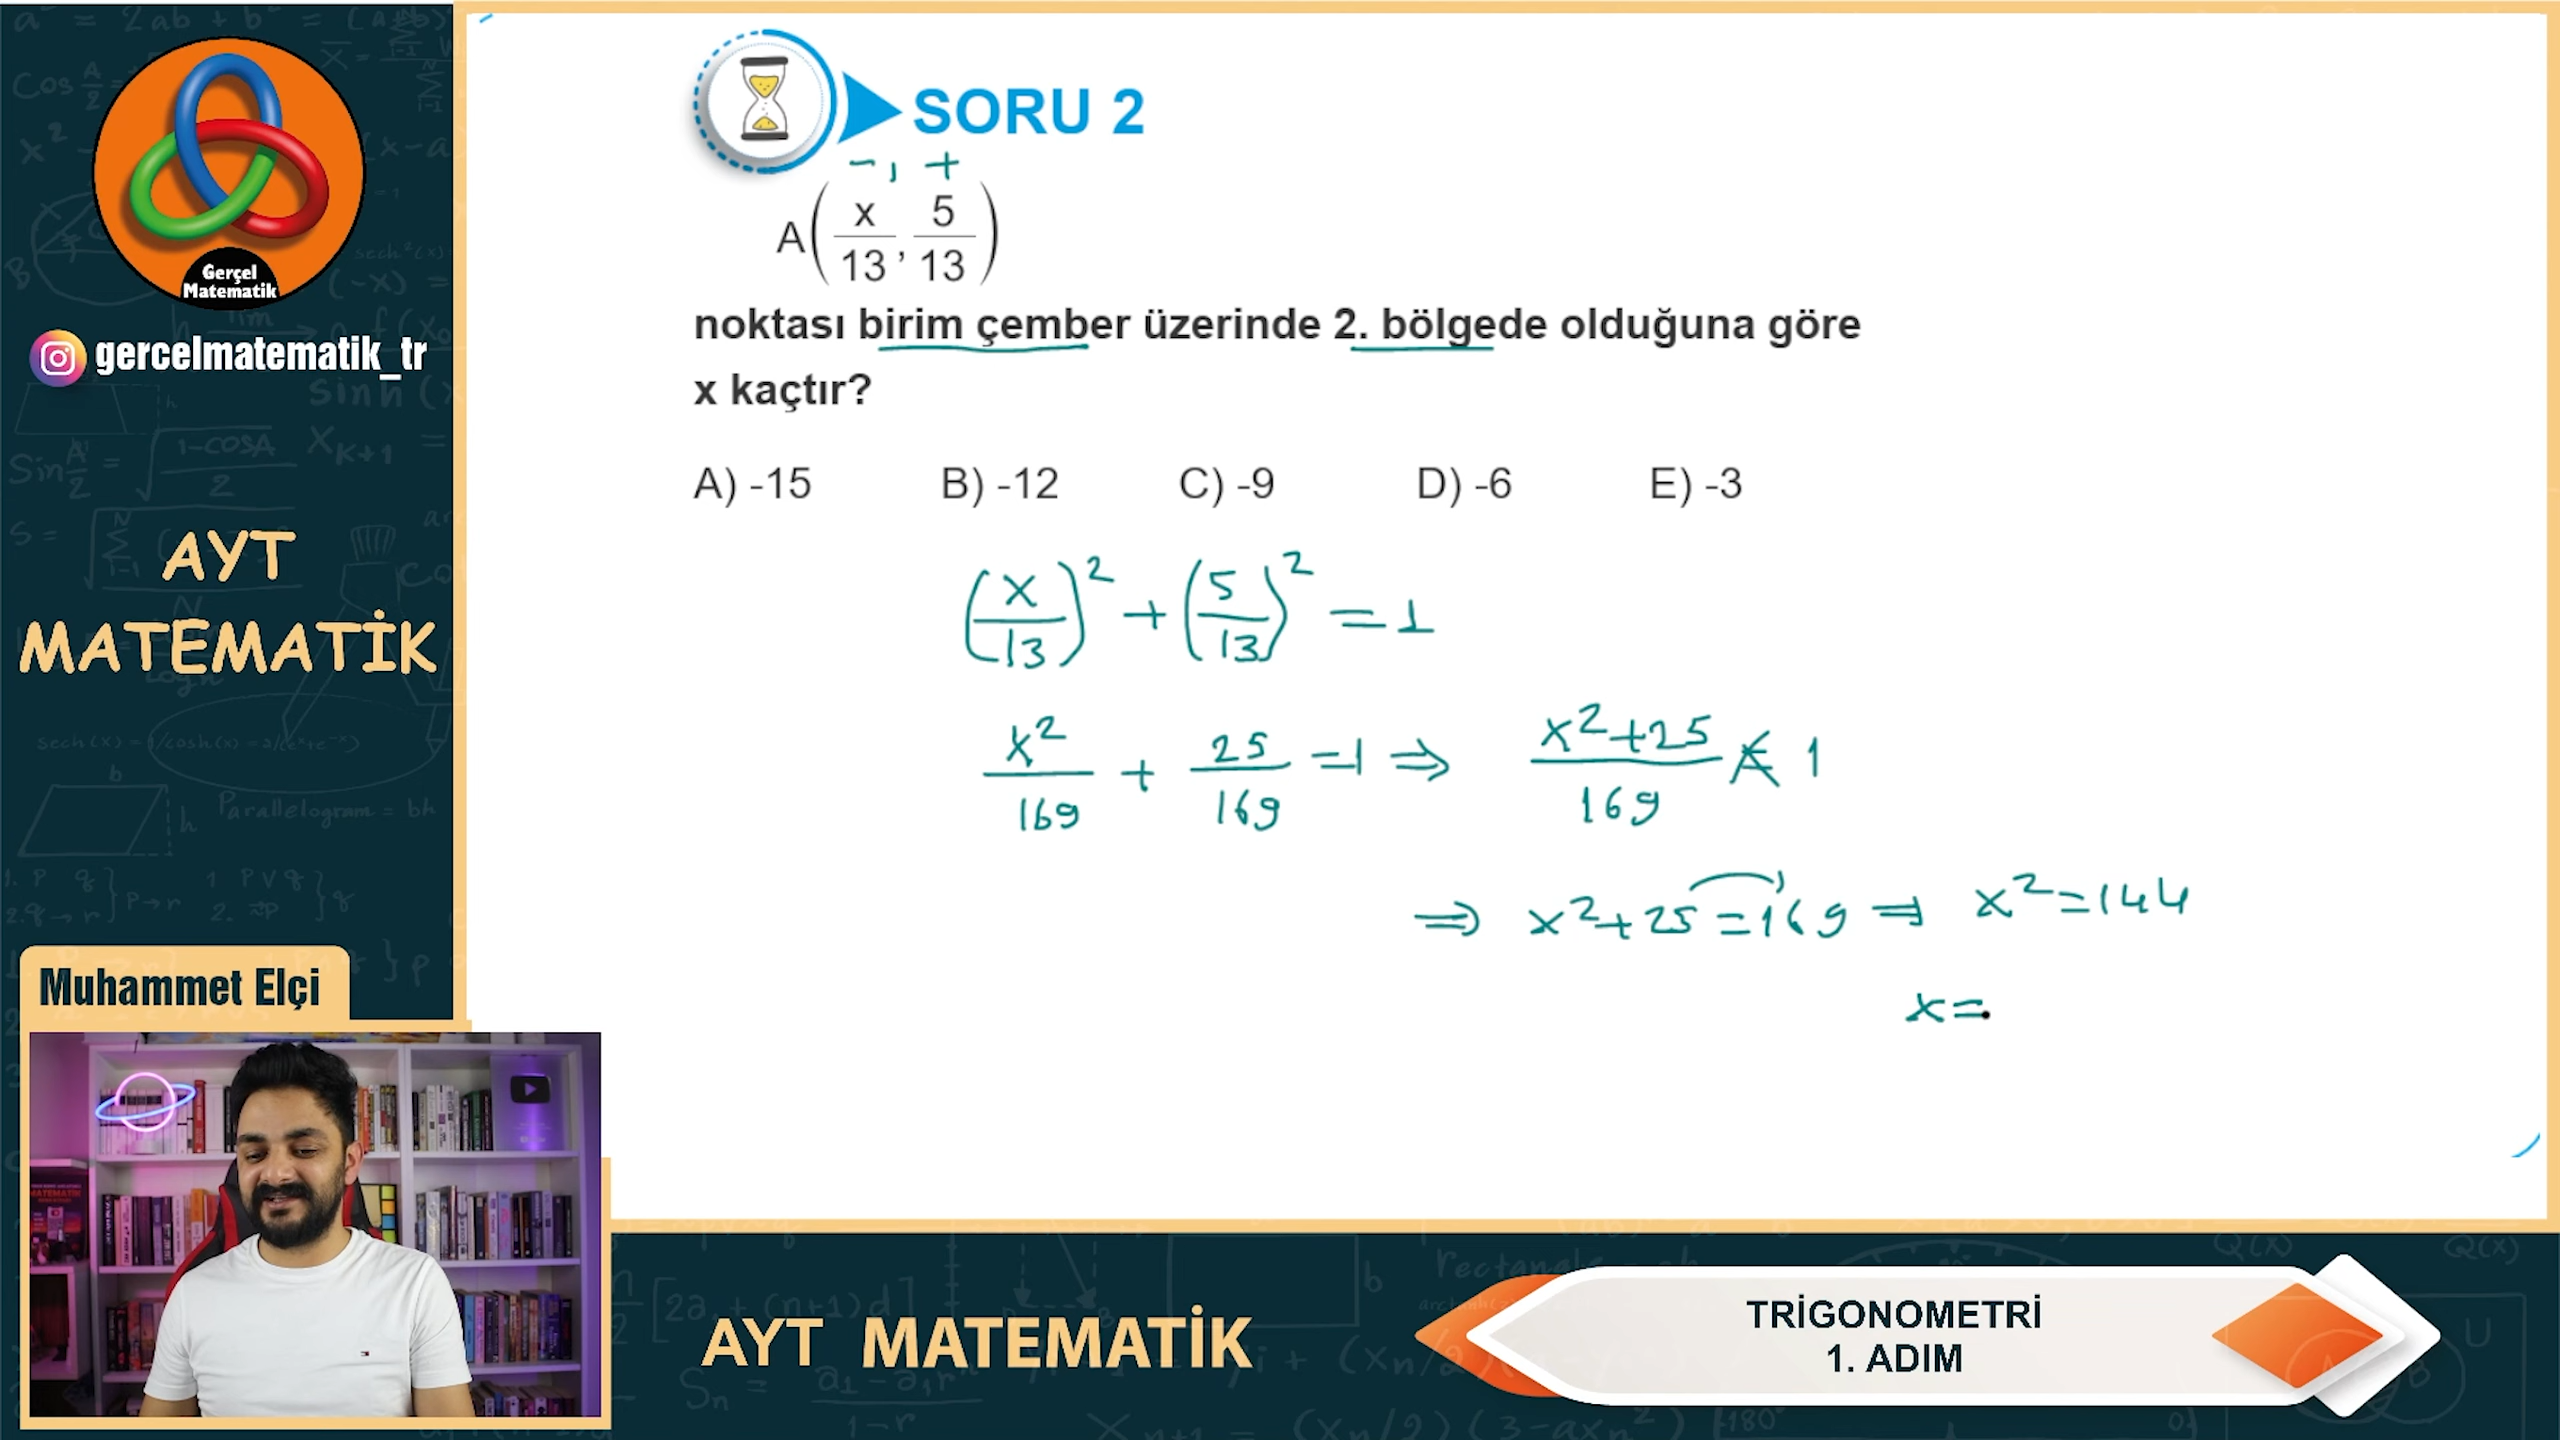 Gerçel
Matematik
gercelmatematik_tr
AYT
MATEMATİK
Muhammet Elçi
SORU 2
- , +
A(x/13, 5/13)
noktası birim çember üzerinde 2. bölgede olduğuna göre
x kaçtır?
A) -15 B) -12 C) -9 D) -6 E) -3
(x/13)² + (5/13)² = 1
x²/169 + 25/169 = 1 ⇒ x²+25/169 = 1
⇒ x²+25 = 169 ⇒ x² = 144
x =
AYT MATEMATİK
TRİGONOMETRİ
1. ADIM